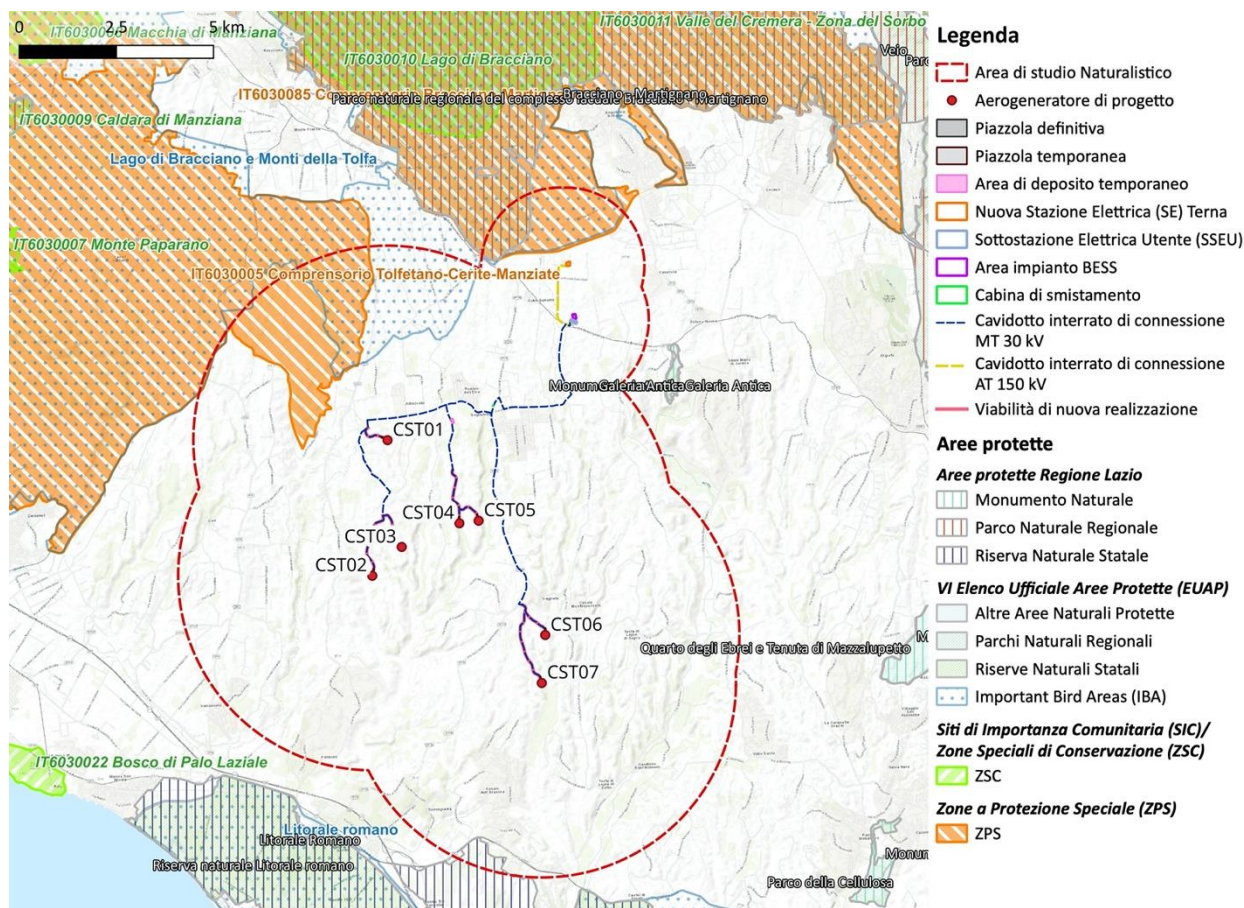 0 2,5 5 km
IT6030008 Macchia di Manziana
IT6030011 Valle del Cremera - Zona del Sorbo
Veio
IT6030010 Lago di Bracciano
Bracciano - Martignano
IT6030009 Caldara di Manziana
Lago di Bracciano e Monti della Tolfa
IT6030007 Monte Paparano
IT6030005 Comprensorio Tolfetano-Cerite-Manziate
Galeria Antica
CST01
CST04
CST05
CST03
CST02
CST06
Quarto degli Ebrei e Tenuta di Mazzalupetto
CST07
IT6030022 Bosco di Palo Laziale
Litorale romano
Litorale Romano
Riserva naturale Litorale romano
Parco della Cellulosa
Legenda
Area di studio Naturalistico
Aerogeneratore di progetto
Piazzola definitiva
Piazzola temporanea
Area di deposito temporaneo
Nuova Stazione Elettrica (SE) Terna
Sottostazione Elettrica Utente (SSEU)
Area impianto BESS
Cabina di smistamento
Cavidotto interrato di connessione
MT 30 kV
Cavidotto interrato di connessione
AT 150 kV
Viabilità di nuova realizzazione
Aree protette
Aree protette Regione Lazio
Monumento Naturale
Parco Naturale Regionale
Riserva Naturale Statale
VI Elenco Ufficiale Aree Protette (EUAP)
Altre Aree Naturali Protette
Parchi Naturali Regionali
Riserve Naturali Statali
Important Bird Areas (IBA)
Siti di Importanza Comunitaria (SIC)/
Zone Speciali di Conservazione (ZSC)
ZSC
Zone a Protezione Speciale (ZPS)
ZPS